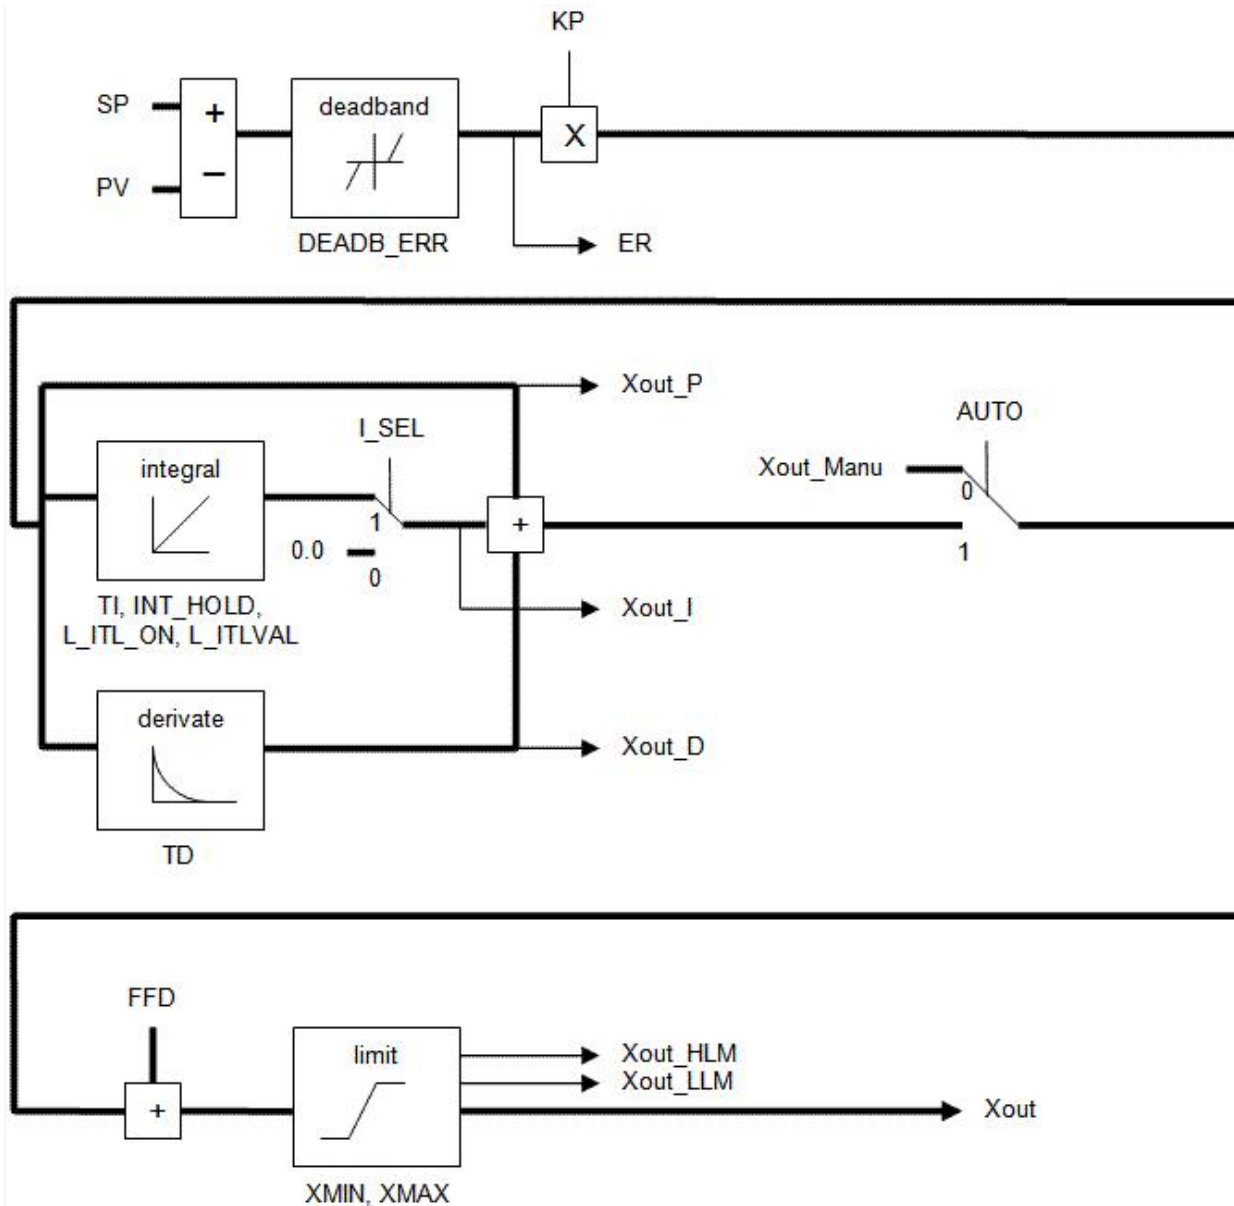 KP
SP
+
deadband
X
PV
−
DEADB_ERR
ER
Xout_P
AUTO
I_SEL
integral
Xout_Manu
0
1
+
0.0
0
1
TI, INT_HOLD,
L_ITL_ON, L_ITLVAL
Xout_I
derivate
Xout_D
TD
FFD
limit
Xout_HLM
Xout_LLM
+
Xout
XMIN, XMAX